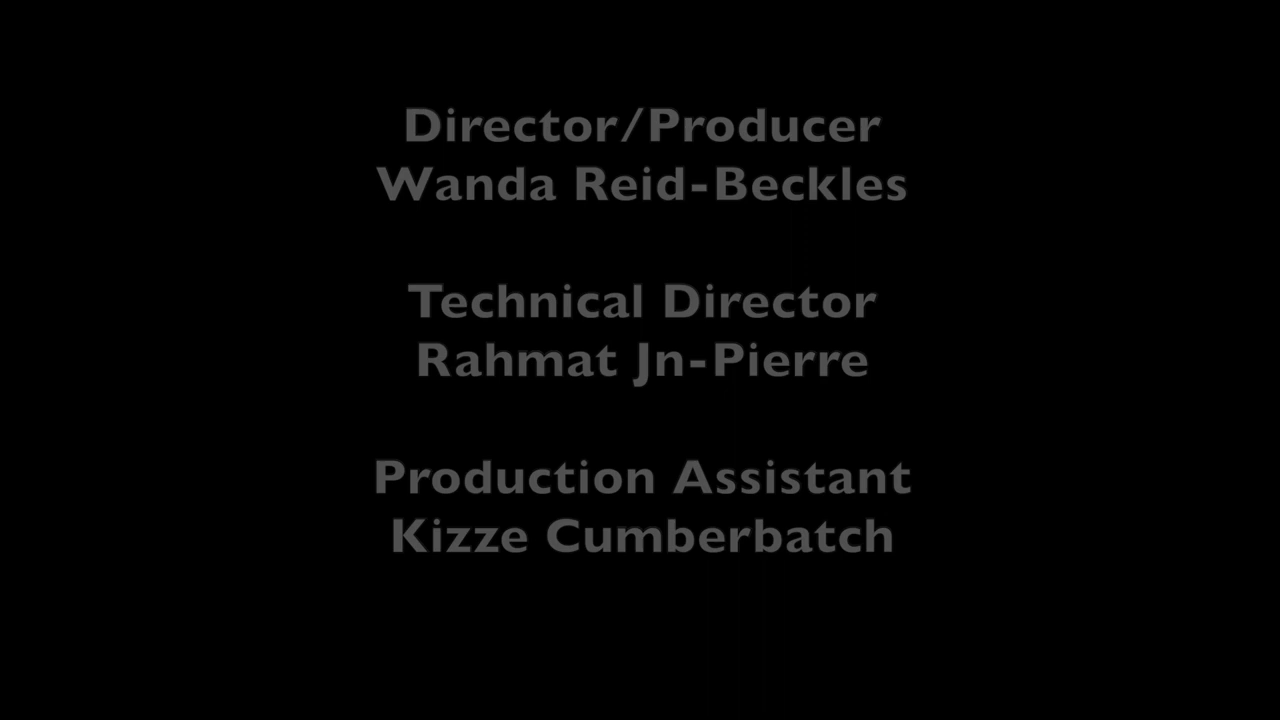 Director/Producer
Wanda Reid-Beckles
Technical Director
Rahmat Jn-Pierre
Production Assistant
Kizze Cumberbatch